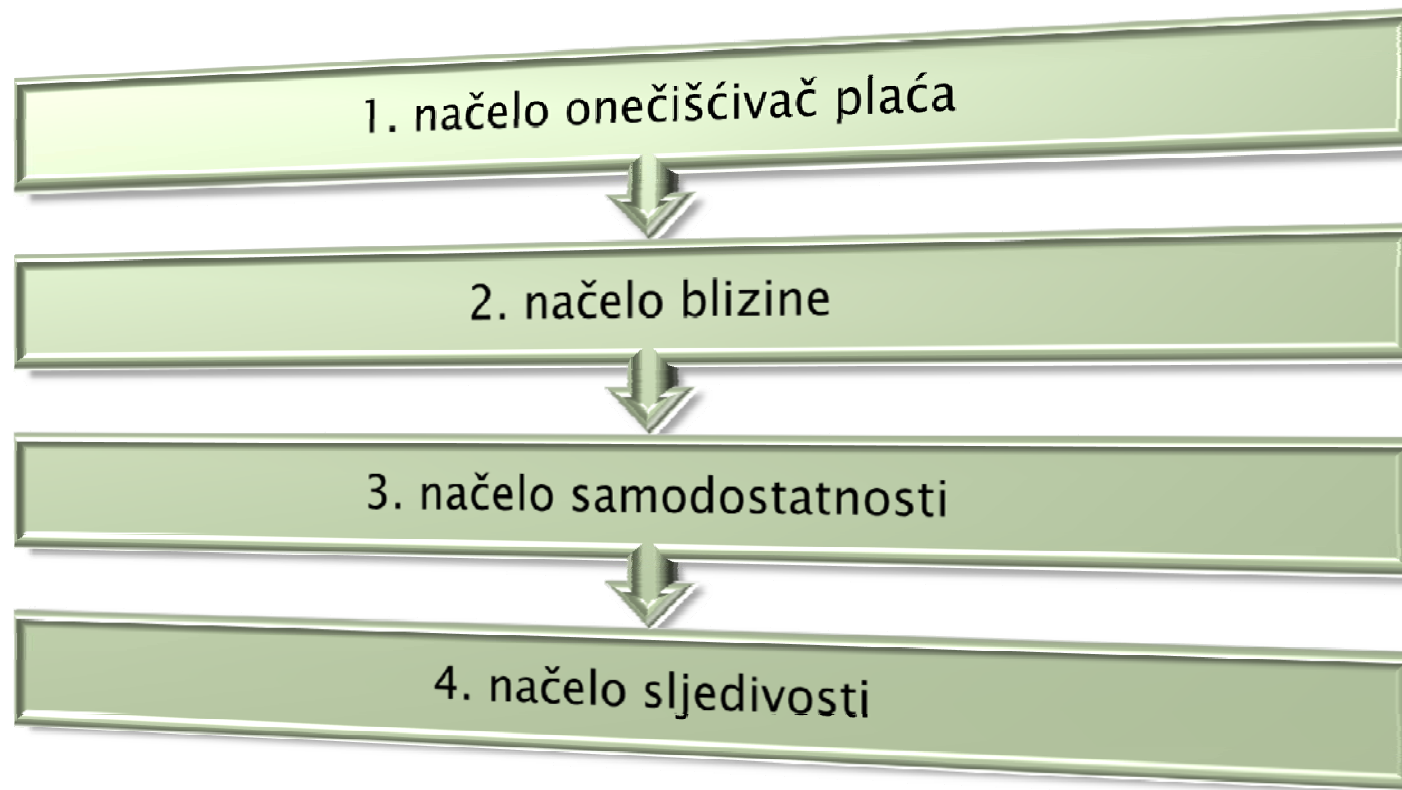 1. načelo onečišćivač plaća
2. načelo blizine
3. načelo samodostatnosti
4. načelo sljedivosti